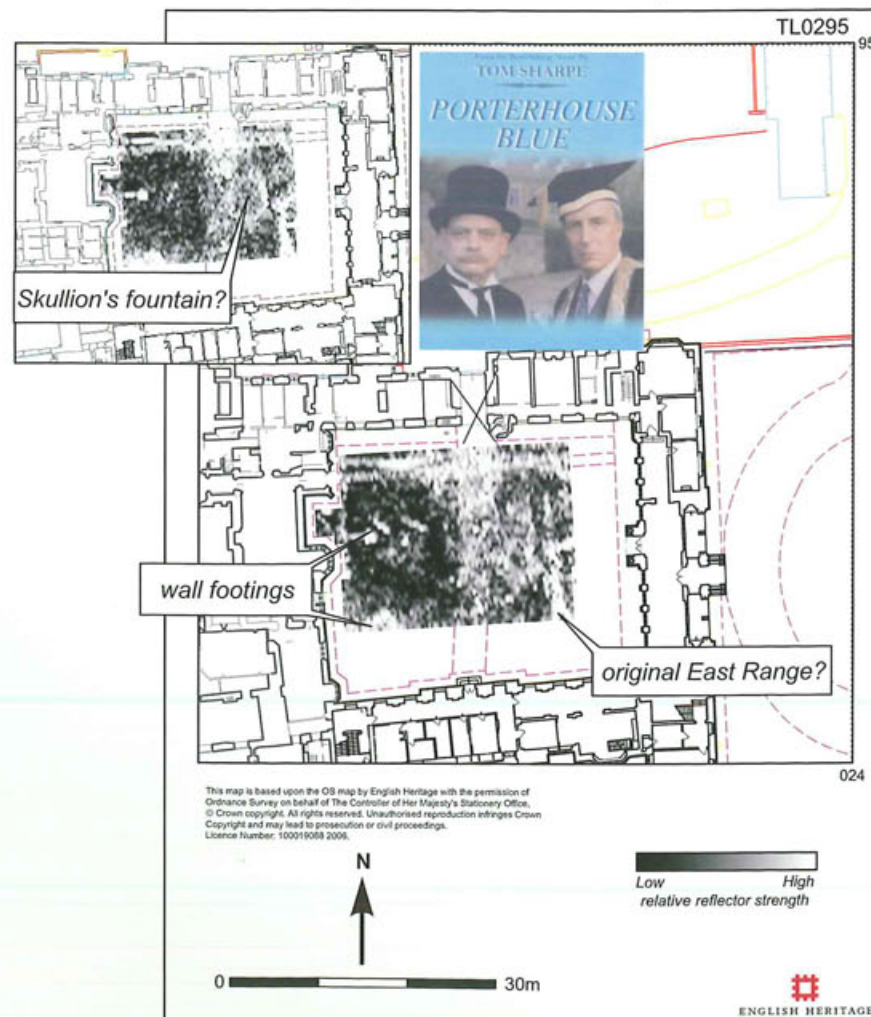 TL0295
95
TOM SHARPE
PORTERHOUSE
BLUE
Skullion's fountain?
wall footings
original East Range?
024
This map is based upon the OS map by English Heritage with the permission of
Ordnance Survey on behalf of The Controller of Her Majesty's Stationery Office,
© Crown copyright. All rights reserved. Unauthorised reproduction infringes Crown
Copyright and may lead to prosecution or civil proceedings.
Licence Number: 100019088 2006.
N
Low High
relative reflector strength
0 30m
ENGLISH HERITAGE